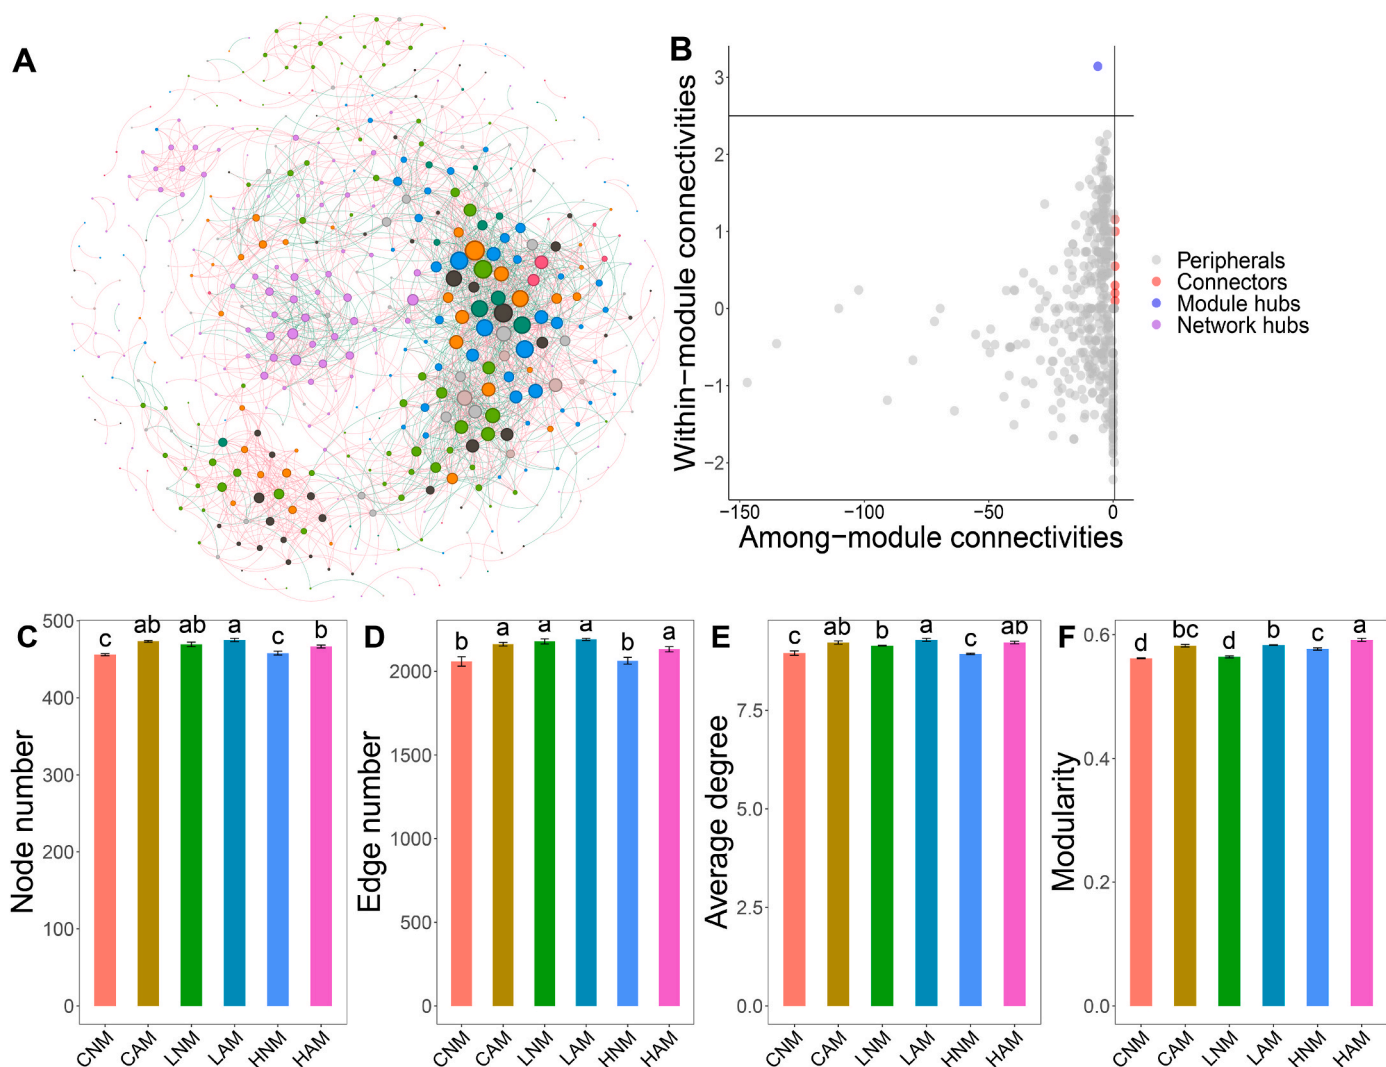 A
B
Within−module connectivities
3
2
1
0
−1
−2
−150
−100
−50
0
Among−module connectivities
Peripherals
Connectors
Module hubs
Network hubs
C
Node number
500
400
300
200
100
0
c
ab
ab
a
c
b
CNM
CAM
LNM
LAM
HNM
HAM
D
Edge number
2000
1500
1000
500
0
b
a
a
a
b
a
CNM
CAM
LNM
LAM
HNM
HAM
E
Average degree
7.5
5.0
2.5
0.0
c
ab
b
a
c
ab
CNM
CAM
LNM
LAM
HNM
HAM
F
Modularity
0.6
0.4
0.2
0.0
d
bc
d
b
c
a
CNM
CAM
LNM
LAM
HNM
HAM